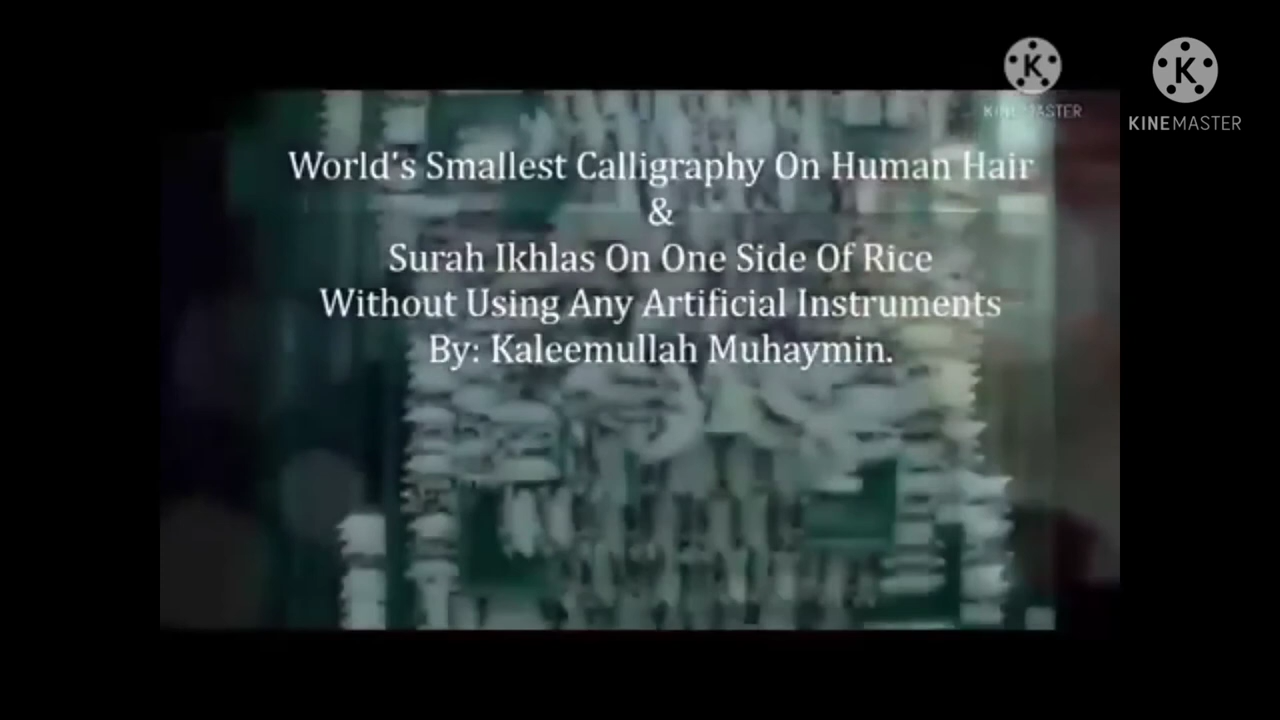 World's Smallest Calligraphy On Human Hair
&
Surah Ikhlas On One Side Of Rice
Without Using Any Artificial Instruments
By: Kaleemullah Muhaymin.
KINEMASTER
KINEMASTER